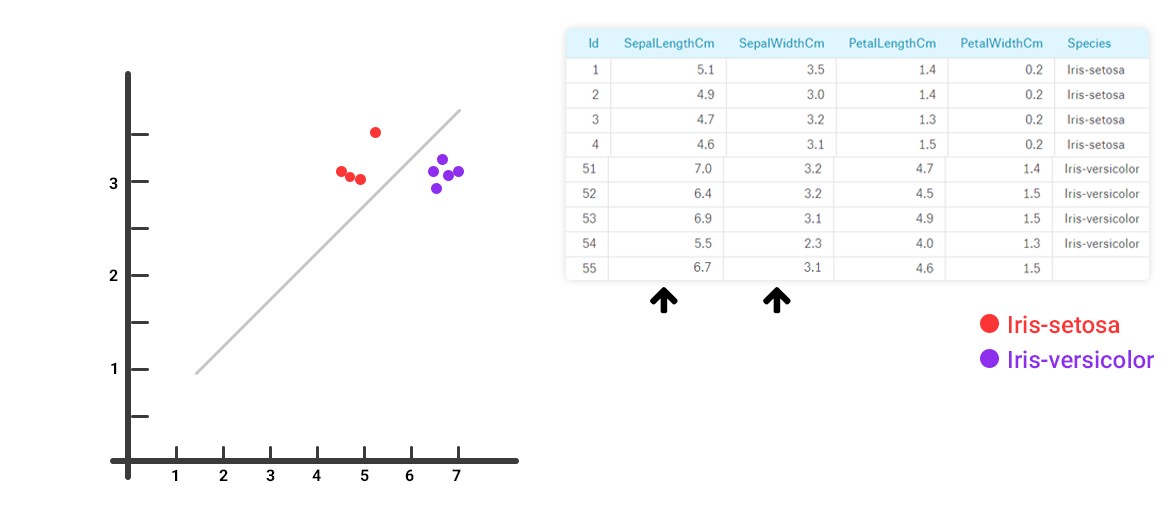 3
2
1
1 2 3 4 5 6 7
Id SepalLengthCm SepalWidthCm PetalLengthCm PetalWidthCm Species
1 5.1 3.5 1.4 0.2 Iris-setosa
2 4.9 3.0 1.4 0.2 Iris-setosa
3 4.7 3.2 1.3 0.2 Iris-setosa
4 4.6 3.1 1.5 0.2 Iris-setosa
51 7.0 3.2 4.7 1.4 Iris-versicolor
52 6.4 3.2 4.5 1.5 Iris-versicolor
53 6.9 3.1 4.9 1.5 Iris-versicolor
54 5.5 2.3 4.0 1.3 Iris-versicolor
55 6.7 3.1 4.6 1.5
Iris-setosa
Iris-versicolor